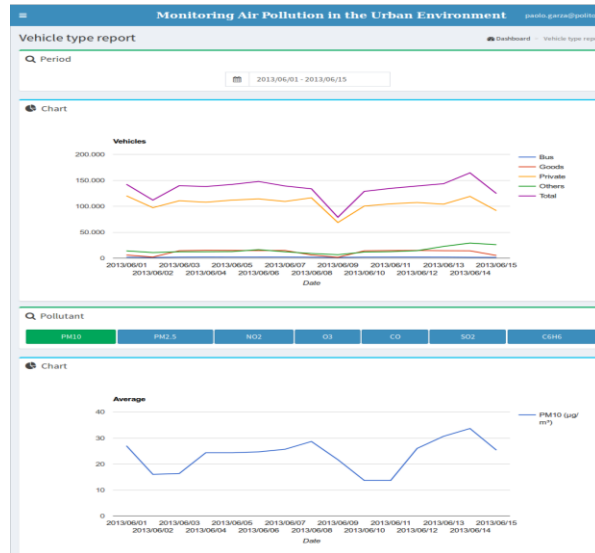 Monitoring Air Pollution in the Urban Environment paolo.garza@polito
Vehicle type report
Dashboard Vehicle type rep
Period
2013/06/01 - 2013/06/15
Chart
Vehicles
200.000
150.000
100.000
50.000
0
Bus
Goods
Private
Others
Total
2013/06/01 2013/06/03 2013/06/05 2013/06/07 2013/06/09 2013/06/11 2013/06/13 2013/06/15
2013/06/02 2013/06/04 2013/06/06 2013/06/08 2013/06/10 2013/06/12 2013/06/14
Date
Pollutant
PM10 PM2.5 NO2 O3 CO SO2 C6H6
Chart
Average
40
30
20
10
0
PM10 (µg/
m³)
2013/06/01 2013/06/03 2013/06/05 2013/06/07 2013/06/09 2013/06/11 2013/06/13 2013/06/15
2013/06/02 2013/06/04 2013/06/06 2013/06/08 2013/06/10 2013/06/12 2013/06/14
Date